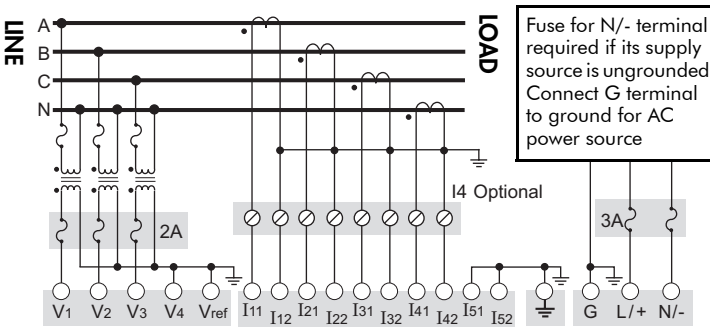 LINE
A
B
C
N
LOAD
Fuse for N/- terminal
required if its supply
source is ungrounded
Connect G terminal
to ground for AC
power source
I4 Optional
2A
3A
V1 V2 V3 V4 Vref I11 I12 I21 I22 I31 I32 I41 I42 I51 I52 G L/+ N/-